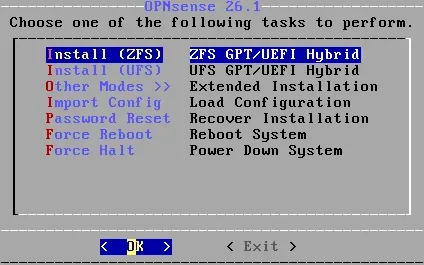 OPNsense 26.1
Choose one of the following tasks to perform.
Install (ZFS) ZFS GPT/UEFI Hybrid
Install (UFS) UFS GPT/UEFI Hybrid
Other Modes >> Extended Installation
Import Config Load Configuration
Password Reset Recover Installation
Force Reboot Reboot System
Force Halt Power Down System
< OK > < Exit >